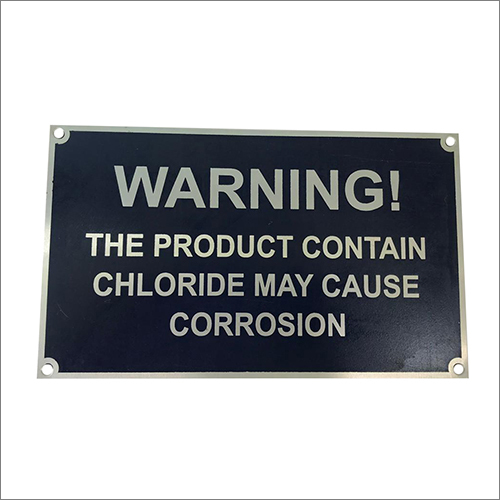 WARNING!
THE PRODUCT CONTAIN
CHLORIDE MAY CAUSE
CORROSION